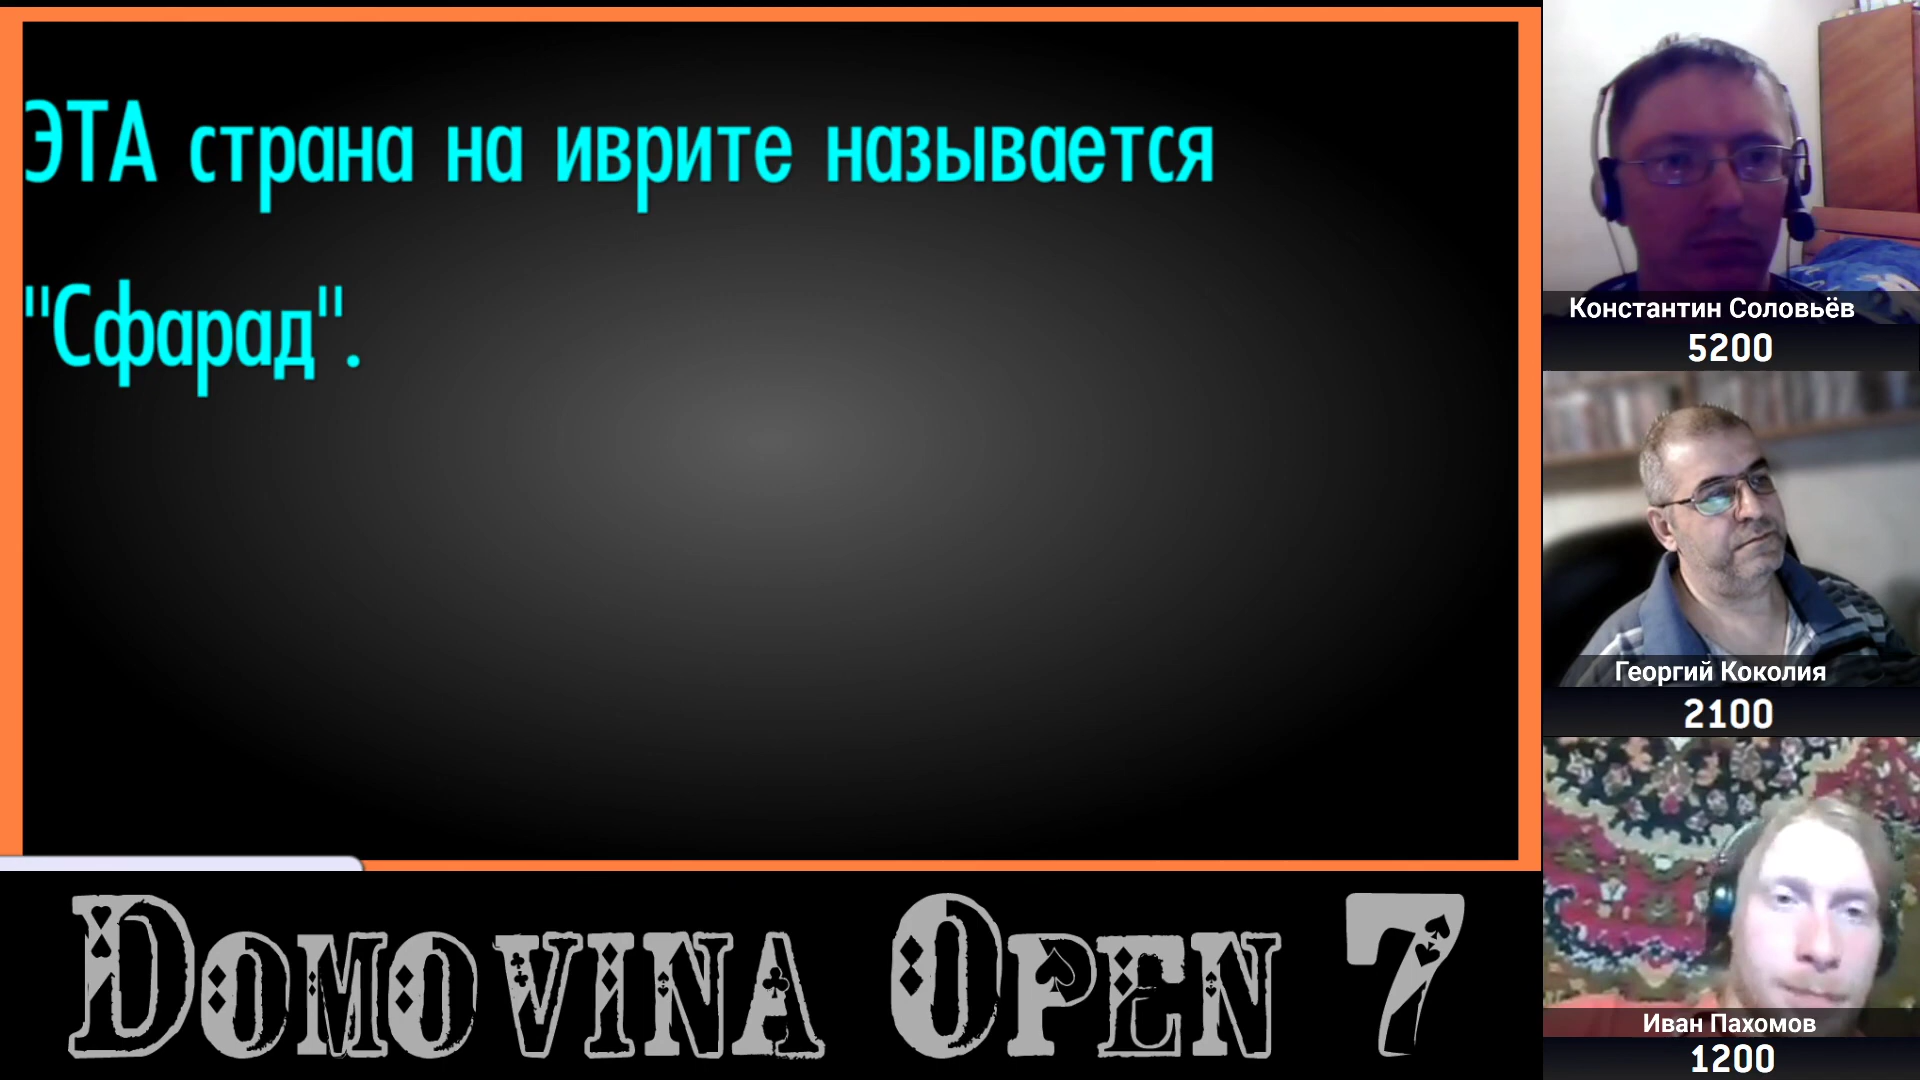 ЭТА страна на иврите называется
"Сфарад".
Константин Соловьёв
5200
Георгий Коколия
2100
Иван Пахомов
1200
DOMOVINA OPEN 7